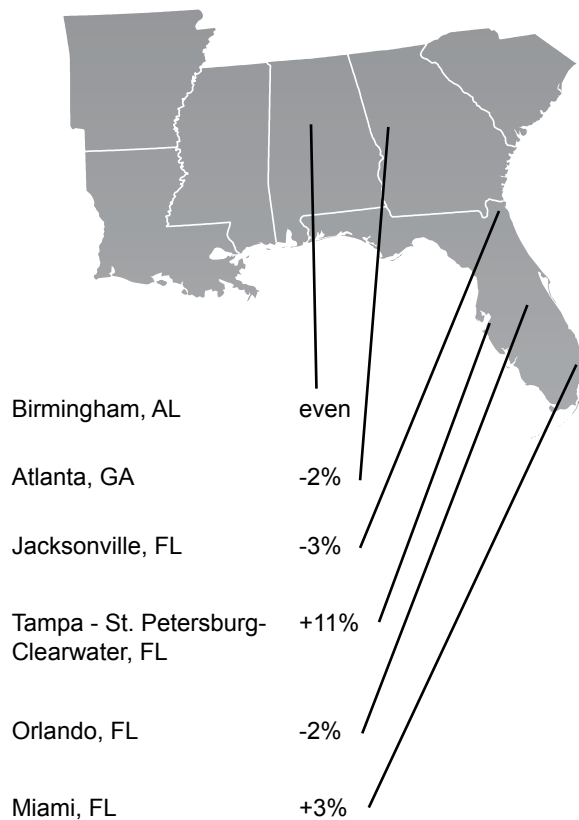 Birmingham, AL even
Atlanta, GA -2%
Jacksonville, FL -3%
Tampa - St. Petersburg- +11%
Clearwater, FL
Orlando, FL -2%
Miami, FL +3%